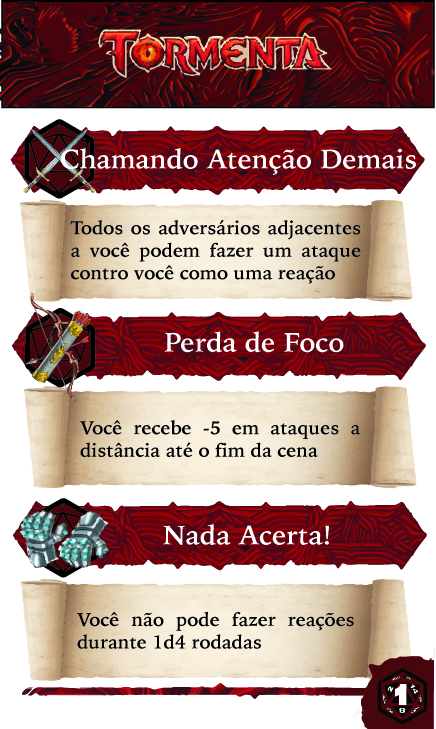 TORMENTA
Chamando Atenção Demais
Todos os adversários adjacentes
a você podem fazer um ataque
contro você como uma reação
Perda de Foco
Você recebe -5 em ataques a
distância até o fim da cena
Nada Acerta!
Você não pode fazer reações
durante 1d4 rodadas
1